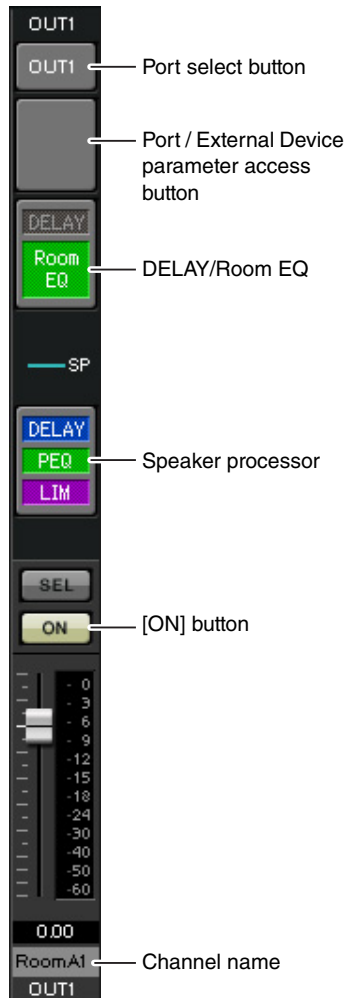 OUT1
OUT1
Port select button
Port / External Device
parameter access
button
DELAY
Room
EQ
DELAY/Room EQ
SP
DELAY
PEQ
LIM
Speaker processor
SEL
ON
[ON] button
- 0
- 3
- 6
- 9
-12
-15
-18
-24
-30
-40
-50
-60
0.00
RoomA1
Channel name
OUT1